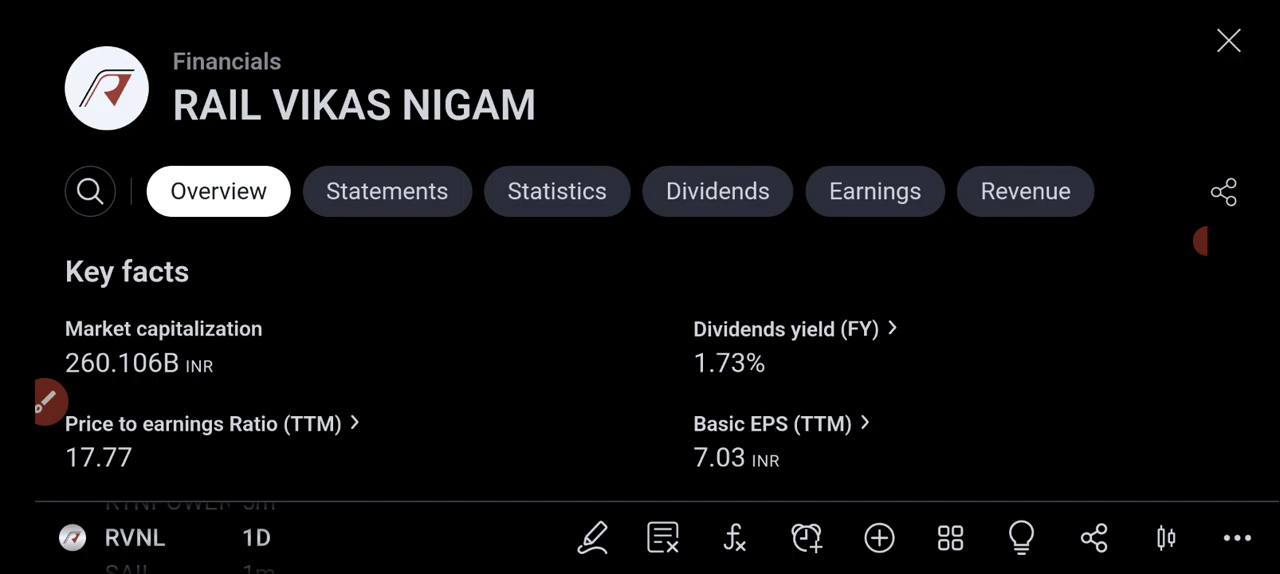 Financials
RAIL VIKAS NIGAM
Overview Statements Statistics Dividends Earnings Revenue
Key facts
Market capitalization
260.106B INR
Dividends yield (FY)
1.73%
Price to earnings Ratio (TTM)
17.77
Basic EPS (TTM)
7.03 INR
RVNL 1D